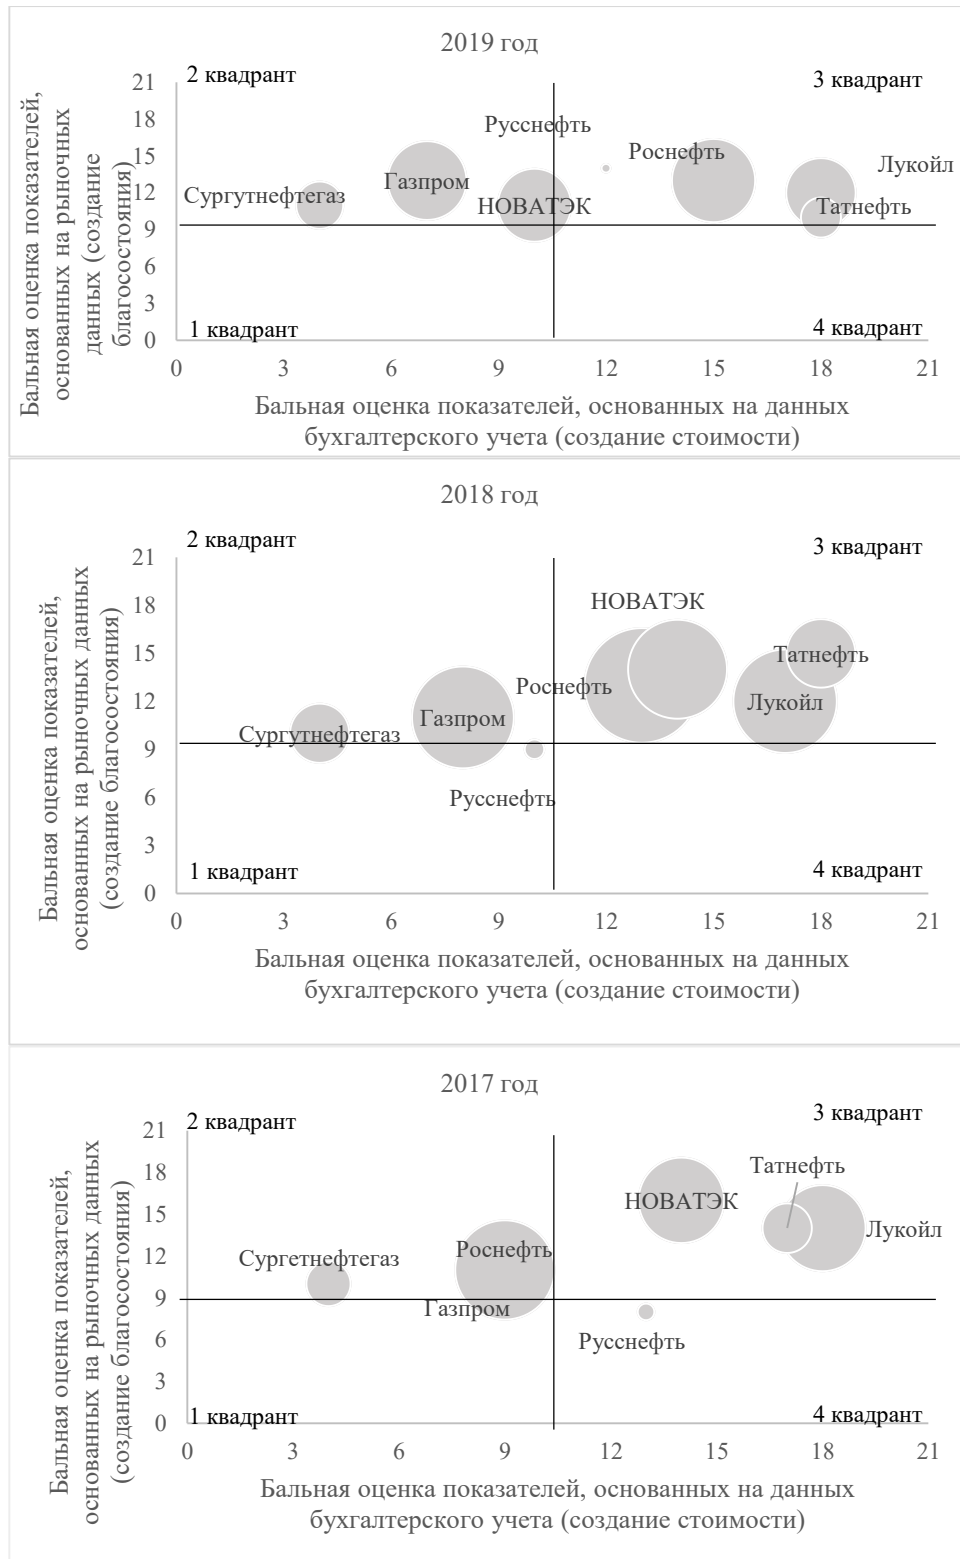 2019 год
2 квадрант
3 квадрант
Бальная оценка показателей,
основанных на рыночных
данных (создание
благосостояния)
21
18
15
12
9
6
3
0
Русснефть
Роснефть
Лукойл
Газпром
Сургутнефтегаз
НОВАТЭК
Татнефть
1 квадрант
4 квадрант
0 3 6 9 12 15 18 21
Бальная оценка показателей, основанных на данных
бухгалтерского учета (создание стоимости)
2018 год
2 квадрант
3 квадрант
Бальная оценка показателей,
основанных на рыночных данных
(создание благосостояния)
21
18
15
12
9
6
3
0
НОВАТЭК
Татнефть
Роснефть
Лукойл
Газпром
Сургутнефтегаз
Русснефть
1 квадрант
4 квадрант
0 3 6 9 12 15 18 21
Бальная оценка показателей, основанных на данных
бухгалтерского учета (создание стоимости)
2017 год
2 квадрант
3 квадрант
Бальная оценка показателей,
основанных на рыночных данных
(создание благосостояния)
21
18
15
12
9
6
3
0
Татнефть
НОВАТЭК
Лукойл
Роснефть
Сургетнефтегаз
Газпром
Русснефть
1 квадрант
4 квадрант
0 3 6 9 12 15 18 21
Бальная оценка показателей, основанных на данных
бухгалтерского учета (создание стоимости)